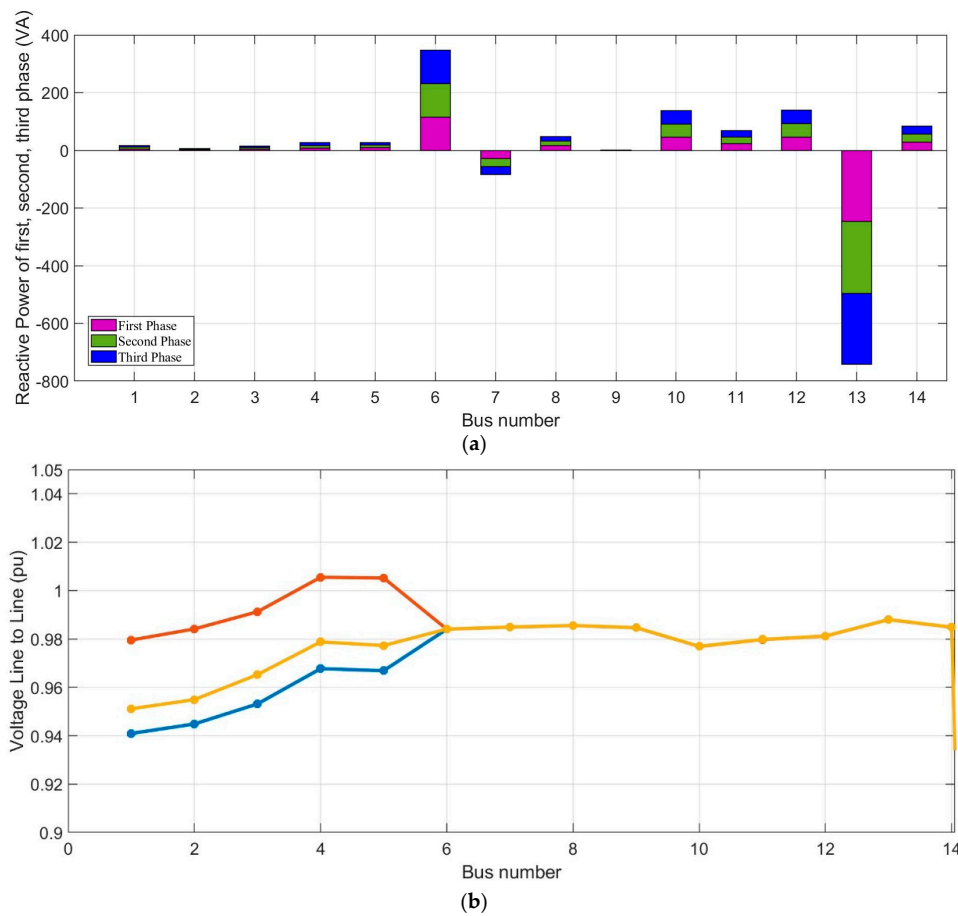 Reactive Power of first, second, third phase (VA)
400
200
0
-200
-400
-600
-800
First Phase
Second Phase
Third Phase
1 2 3 4 5 6 7 8 9 10 11 12 13 14
Bus number
(a)
Voltage Line to Line (pu)
1.05
1.04
1.02
1
0.98
0.96
0.94
0.92
0.9
0 2 4 6 8 10 12 14
Bus number
(b)